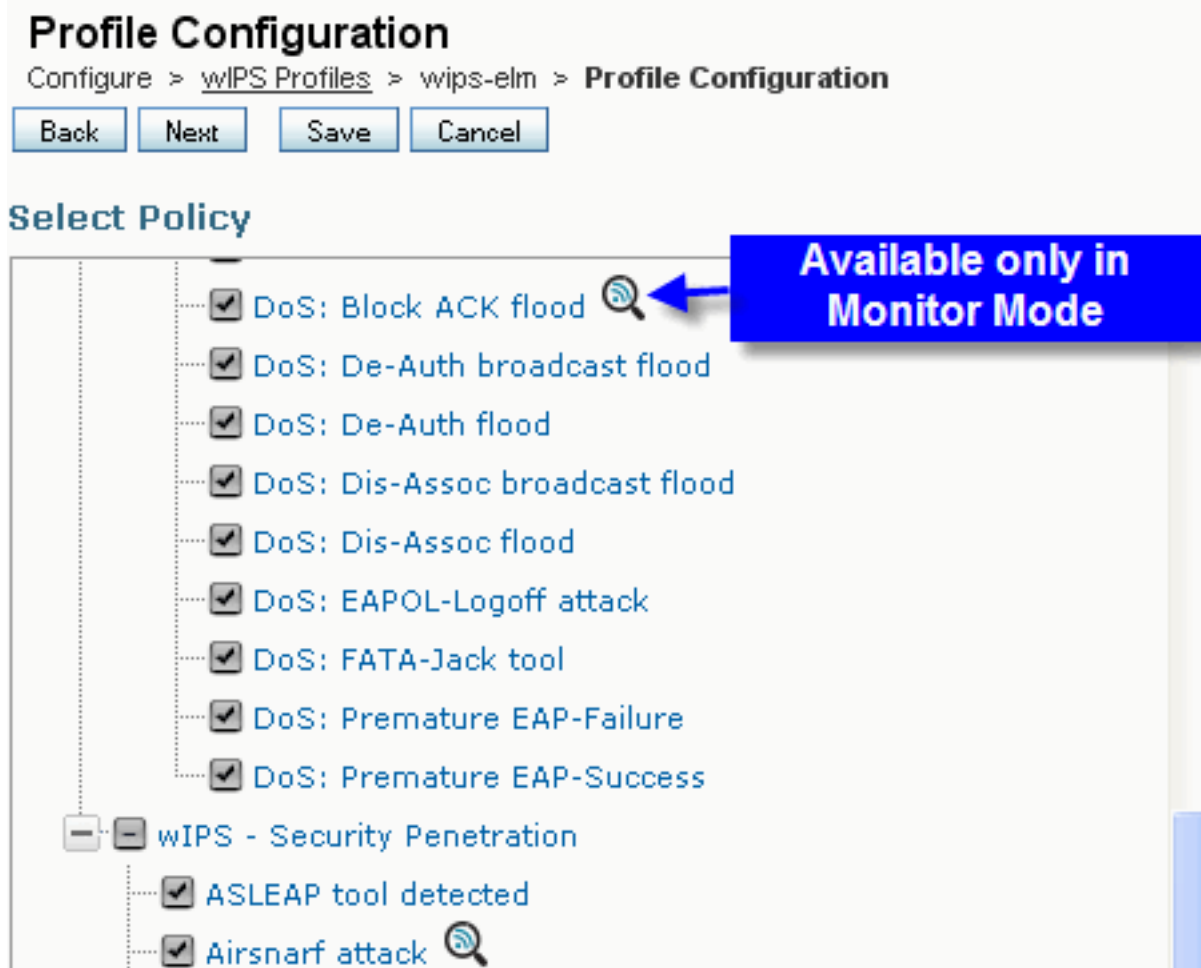 Profile Configuration
Configure > wIPS Profiles > wips-elm > Profile Configuration
Back Next Save Cancel
Select Policy
Available only in
Monitor Mode
DoS: Block ACK flood
DoS: De-Auth broadcast flood
DoS: De-Auth flood
DoS: Dis-Assoc broadcast flood
DoS: Dis-Assoc flood
DoS: EAPOL-Logoff attack
DoS: FATA-Jack tool
DoS: Premature EAP-Failure
DoS: Premature EAP-Success
wIPS - Security Penetration
ASLEAP tool detected
Airsnarf attack